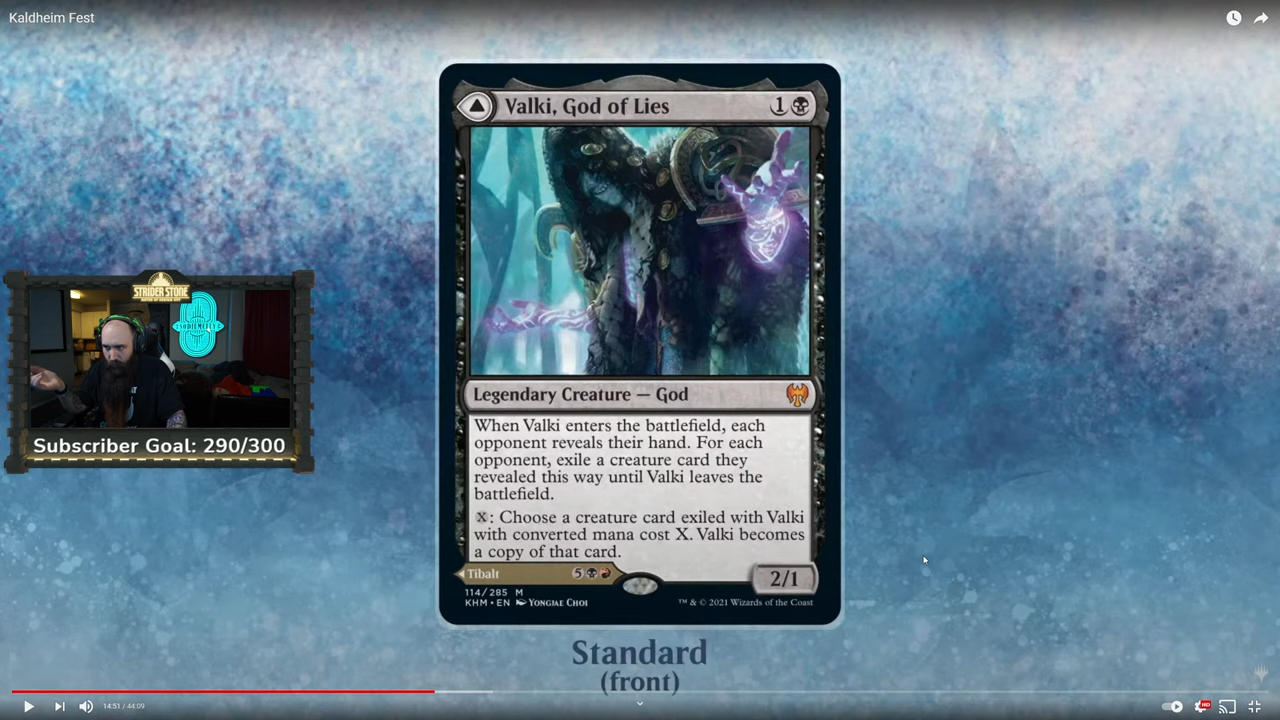 Kaldheim Fest
Valki, God of Lies 1
STRIDER STONE
Subscriber Goal: 290/300
Legendary Creature — God
When Valki enters the battlefield, each
opponent reveals their hand. For each
opponent, exile a creature card they
revealed this way until Valki leaves the
battlefield.
X: Choose a creature card exiled with Valki
with converted mana cost X. Valki becomes
a copy of that card.
Tibalt 5
2/1
114/285 M
KHM • EN Yongjae Choi
™ & © 2021 Wizards of the Coast
Standard
(front)
14:51 / 44:09
HD